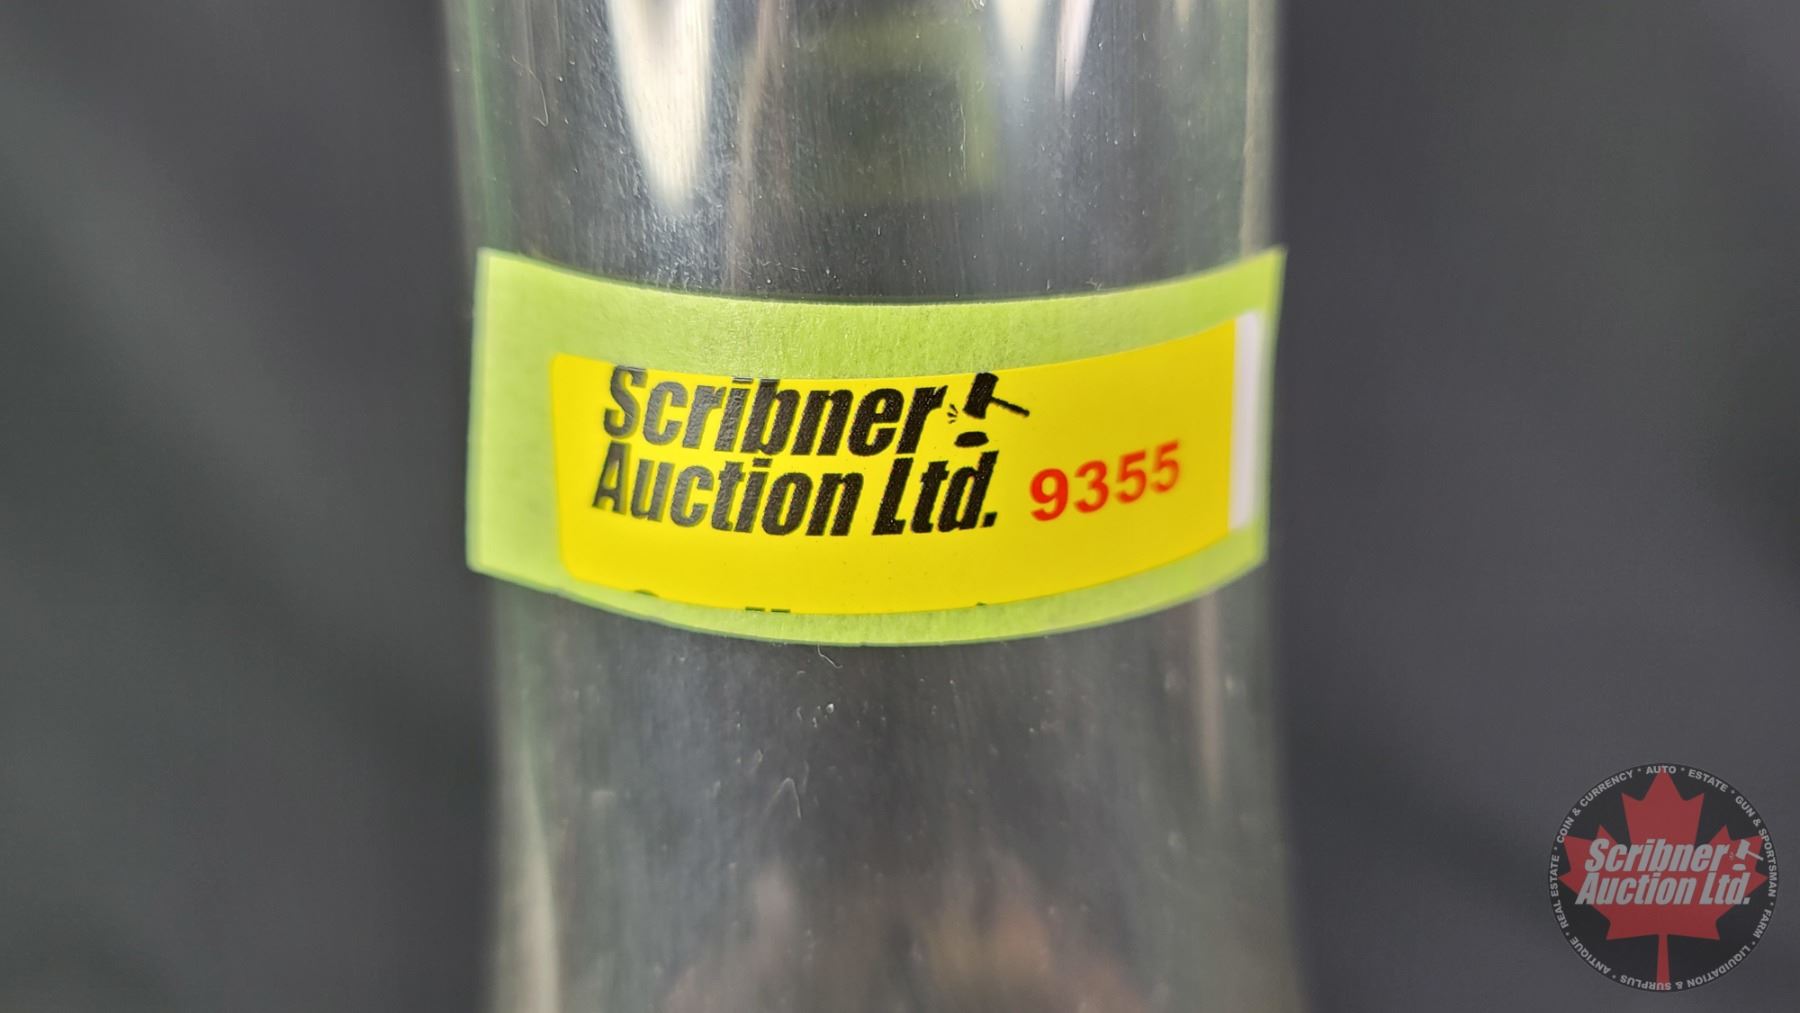 Scribner
Auction Ltd. 9355
COIN & CURRENCY * AUTO * ESTATE * GUN & SPORTSMAN * FARM * LIQUIDATION & SURPLUS * ANTIQUE * REAL ESTATE *
Scribner
Auction Ltd.